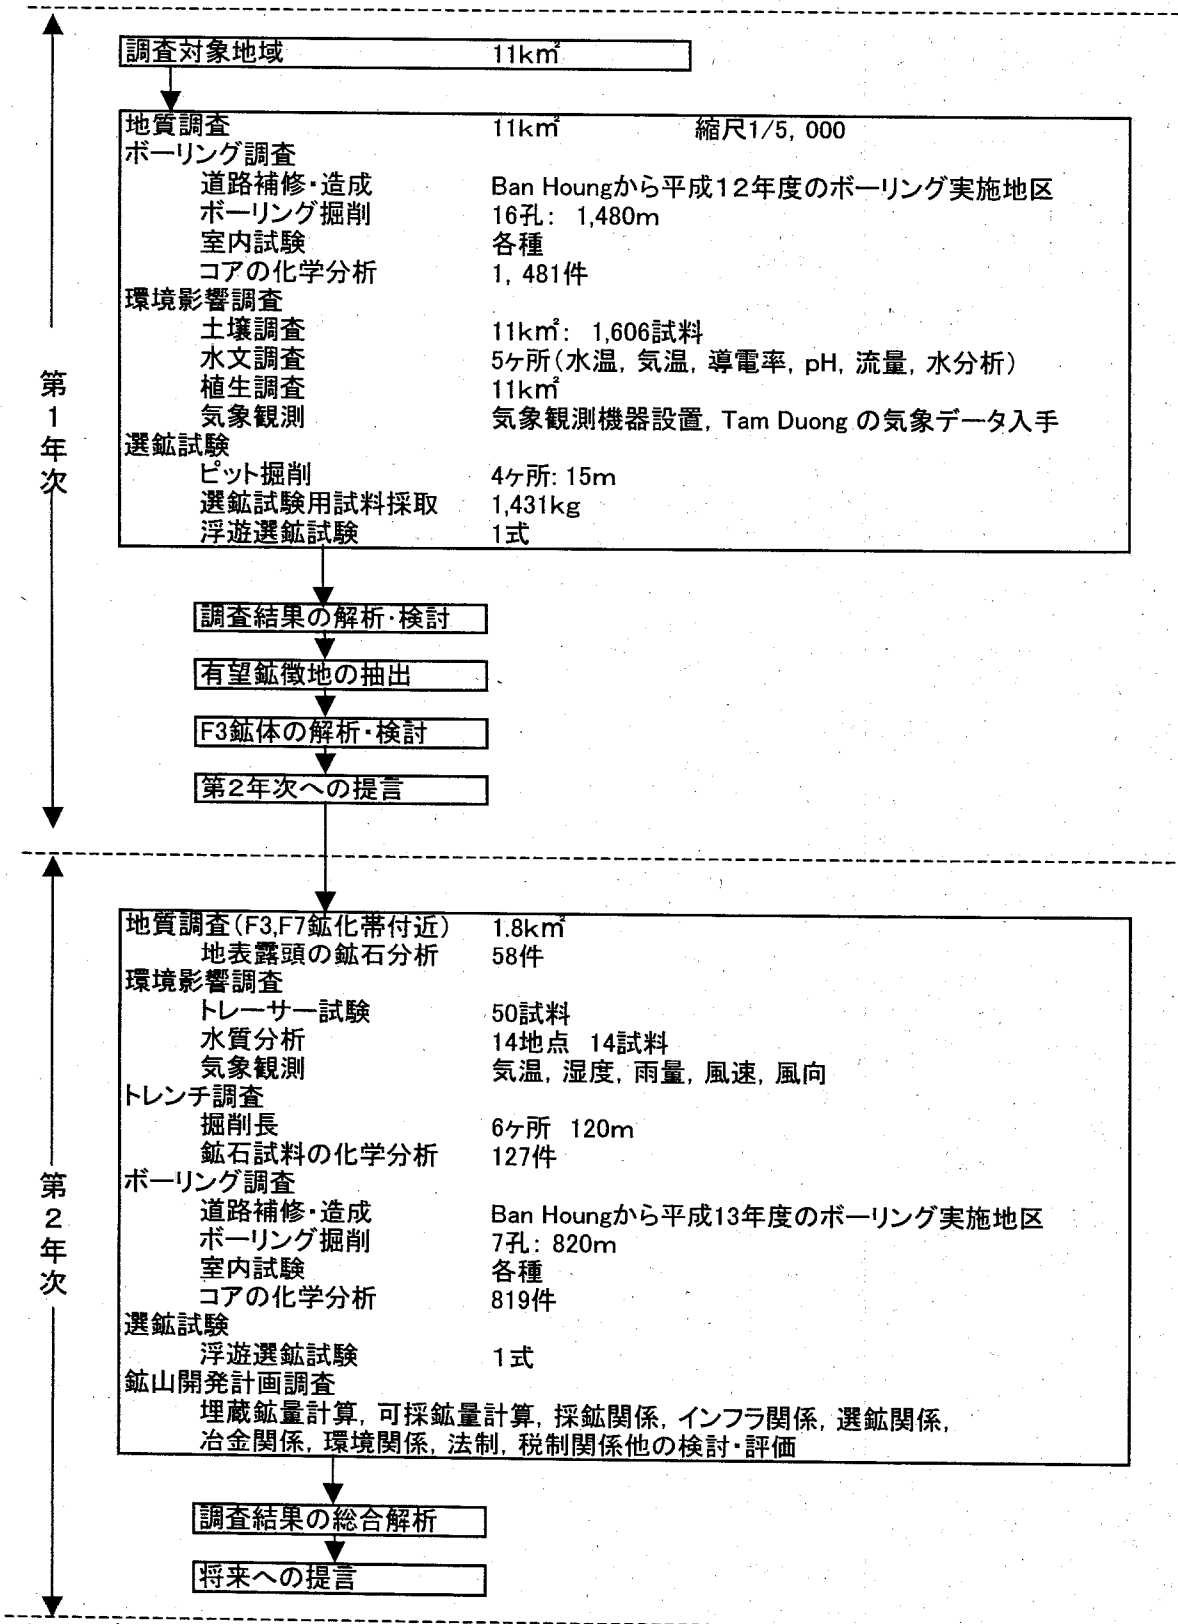 調査対象地域 11k㎡
地質調査 11k㎡ 縮尺1/5,000
ボーリング調査
道路補修・造成 Ban Houngから平成12年度のボーリング実施地区
ボーリング掘削 16孔: 1,480m
室内試験 各種
コアの化学分析 1,481件
環境影響調査
土壌調査 11k㎡: 1,606試料
水文調査 5ヶ所(水温, 気温, 導電率, pH, 流量, 水分析)
植生調査 11k㎡
気象観測 気象観測機器設置, Tam Duong の気象データ入手
選鉱試験
ピット掘削 4ヶ所: 15m
選鉱試験用試料採取 1,431kg
浮遊選鉱試験 1式
第1年次
調査結果の解析・検討
有望鉱徴地の抽出
F3鉱体の解析・検討
第2年次への提言
地質調査(F3,F7鉱化帯付近) 1.8k㎡
地表露頭の鉱石分析 58件
環境影響調査
トレーサー試験 50試料
水質分析 14地点 14試料
気象観測 気温, 湿度, 雨量, 風速, 風向
トレンチ調査
掘削長 6ヶ所 120m
鉱石試料の化学分析 127件
ボーリング調査
道路補修・造成 Ban Houngから平成13年度のボーリング実施地区
ボーリング掘削 7孔: 820m
室内試験 各種
コアの化学分析 819件
選鉱試験
浮遊選鉱試験 1式
鉱山開発計画調査
埋蔵鉱量計算, 可採鉱量計算, 採鉱関係, インフラ関係, 選鉱関係,
冶金関係, 環境関係, 法制, 税制関係他の検討・評価
第2年次
調査結果の総合解析
将来への提言